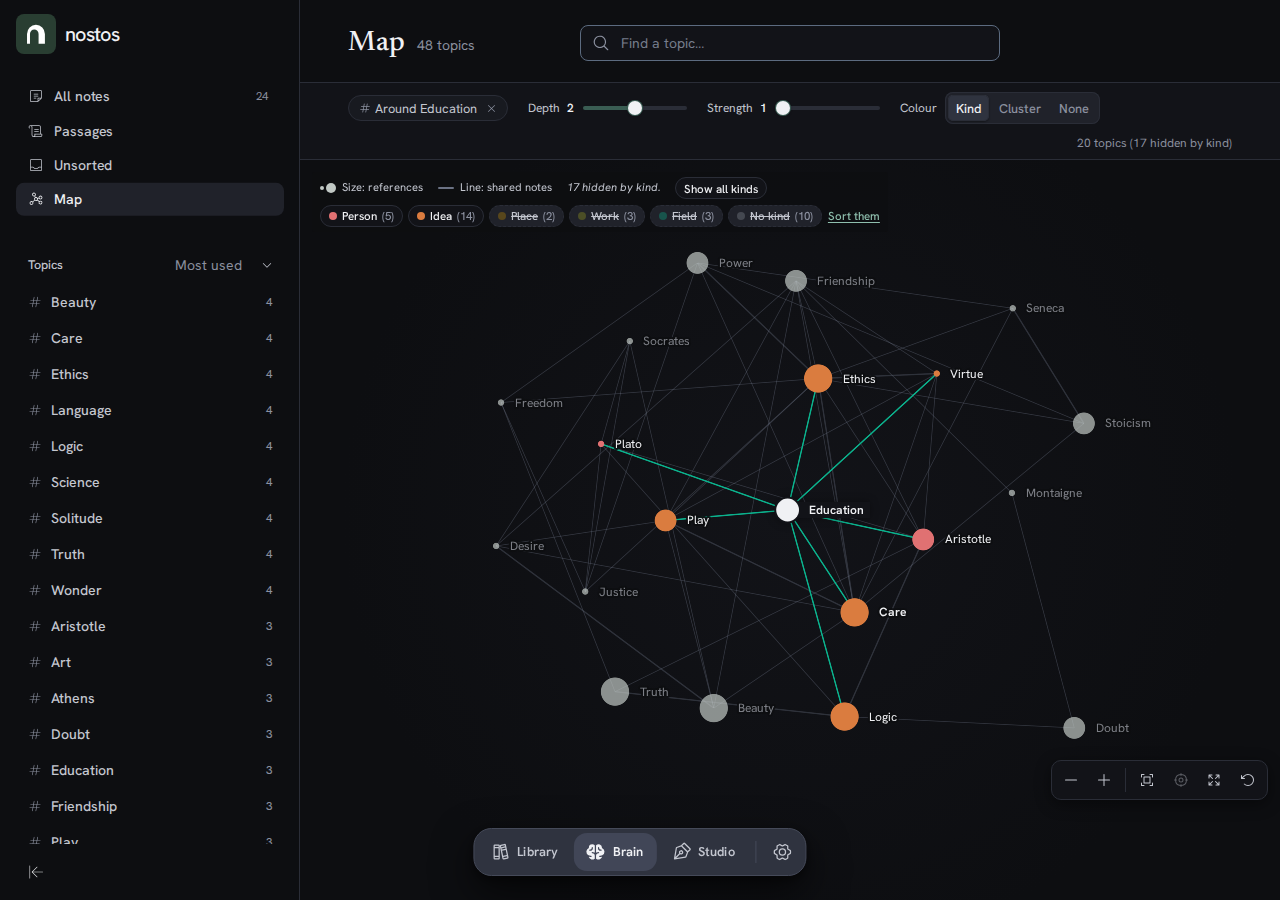 nostos
All notes 24
Passages
Unsorted
Map
Topics Most used
# Beauty 4
# Care 4
# Ethics 4
# Language 4
# Logic 4
# Science 4
# Solitude 4
# Truth 4
# Wonder 4
# Aristotle 3
# Art 3
# Athens 3
# Doubt 3
# Education 3
# Friendship 3
# Play 3
Map 48 topics
Find a topic...
# Around Education
Depth 2
Strength 1
Colour Kind Cluster None
20 topics (17 hidden by kind)
Size: references Line: shared notes 17 hidden by kind. Show all kinds
Person (5) Idea (14) Place (2) Work (3) Field (3) No kind (10) Sort them
Power
Friendship
Seneca
Socrates
Ethics
Virtue
Freedom
Stoicism
Plato
Montaigne
Education
Play
Aristotle
Desire
Justice
Care
Truth
Beauty
Logic
Doubt
Library Brain Studio